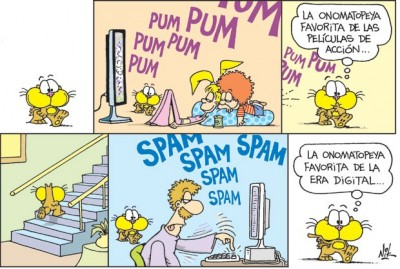 PUM PUM
PUM PUM
PUM
LA ONOMATOPEYA
FAVORITA DE LAS
PELÍCULAS DE
ACCIÓN...
PUM PUM
PUM
SPAM
SPAM SPAM
SPAM
SPAM
LA ONOMATOPEYA
FAVORITA DE LA
ERA DIGITAL...
NIK